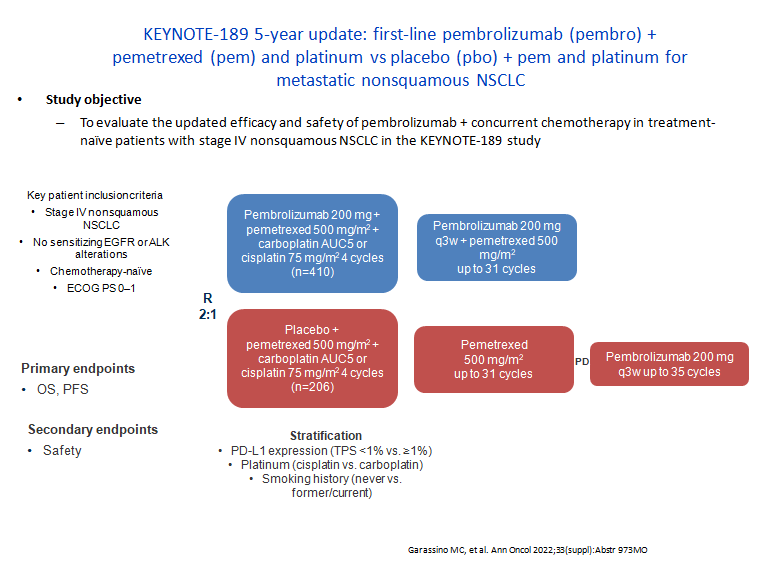 KEYNOTE-189 5-year update: first-line pembrolizumab (pembro) +
pemetrexed (pem) and platinum vs placebo (pbo) + pem and platinum for
metastatic nonsquamous NSCLC
• Study objective
– To evaluate the updated efficacy and safety of pembrolizumab + concurrent chemotherapy in treatment-
naïve patients with stage IV nonsquamous NSCLC in the KEYNOTE-189 study
Key patient inclusion criteria
• Stage IV nonsquamous
NSCLC
• No sensitizing EGFR or ALK
alterations
• Chemotherapy-naïve
• ECOG PS 0–1
R
2:1
Pembrolizumab 200 mg +
pemetrexed 500 mg/m² +
carboplatin AUC5 or
cisplatin 75 mg/m² 4 cycles
(n=410)
Pembrolizumab 200 mg
q3w + pemetrexed 500
mg/m²
up to 31 cycles
Placebo +
pemetrexed 500 mg/m² +
carboplatin AUC5 or
cisplatin 75 mg/m² 4 cycles
(n=206)
Pemetrexed
500 mg/m²
up to 31 cycles
PD
Pembrolizumab 200 mg
q3w up to 35 cycles
Primary endpoints
• OS, PFS
Secondary endpoints
• Safety
Stratification
• PD-L1 expression (TPS <1% vs. ≥1%)
• Platinum (cisplatin vs. carboplatin)
• Smoking history (never vs.
former/current)
Garassino MC, et al. Ann Oncol 2022;33(suppl):Abstr 973MO